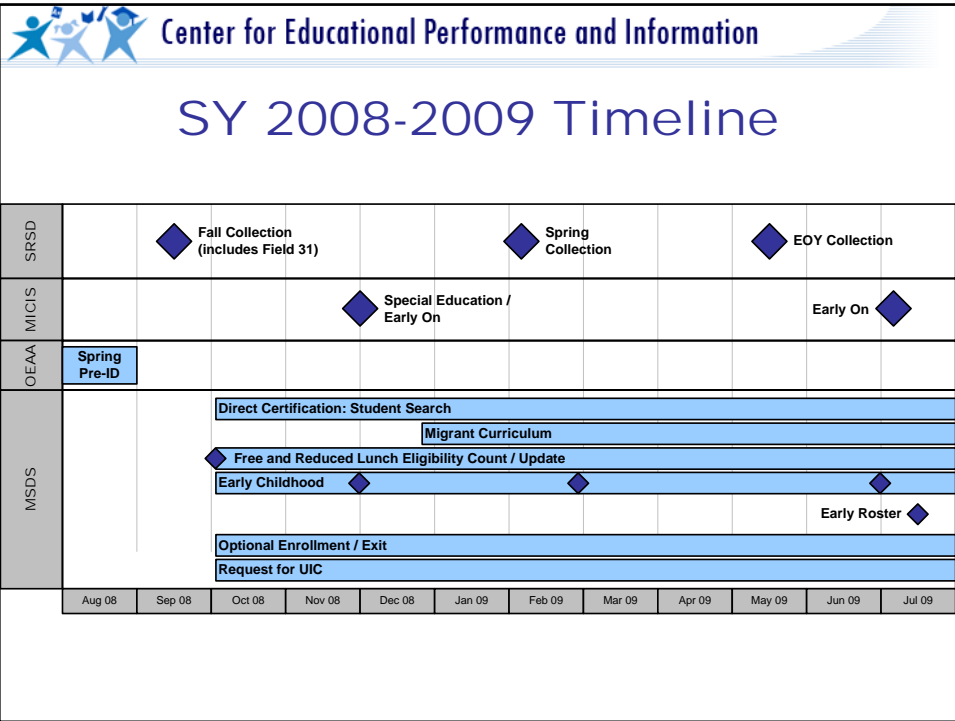 Center for Educational Performance and Information
SY 2008-2009 Timeline
SRSD
Fall Collection
(includes Field 31)
Spring
Collection
EOY Collection
MICIS
Special Education /
Early On
Early On
OEAA
Spring
Pre-ID
MSDS
Direct Certification: Student Search
Migrant Curriculum
Free and Reduced Lunch Eligibility Count / Update
Early Childhood
Early Roster
Optional Enrollment / Exit
Request for UIC
Aug 08 Sep 08 Oct 08 Nov 08 Dec 08 Jan 09 Feb 09 Mar 09 Apr 09 May 09 Jun 09 Jul 09